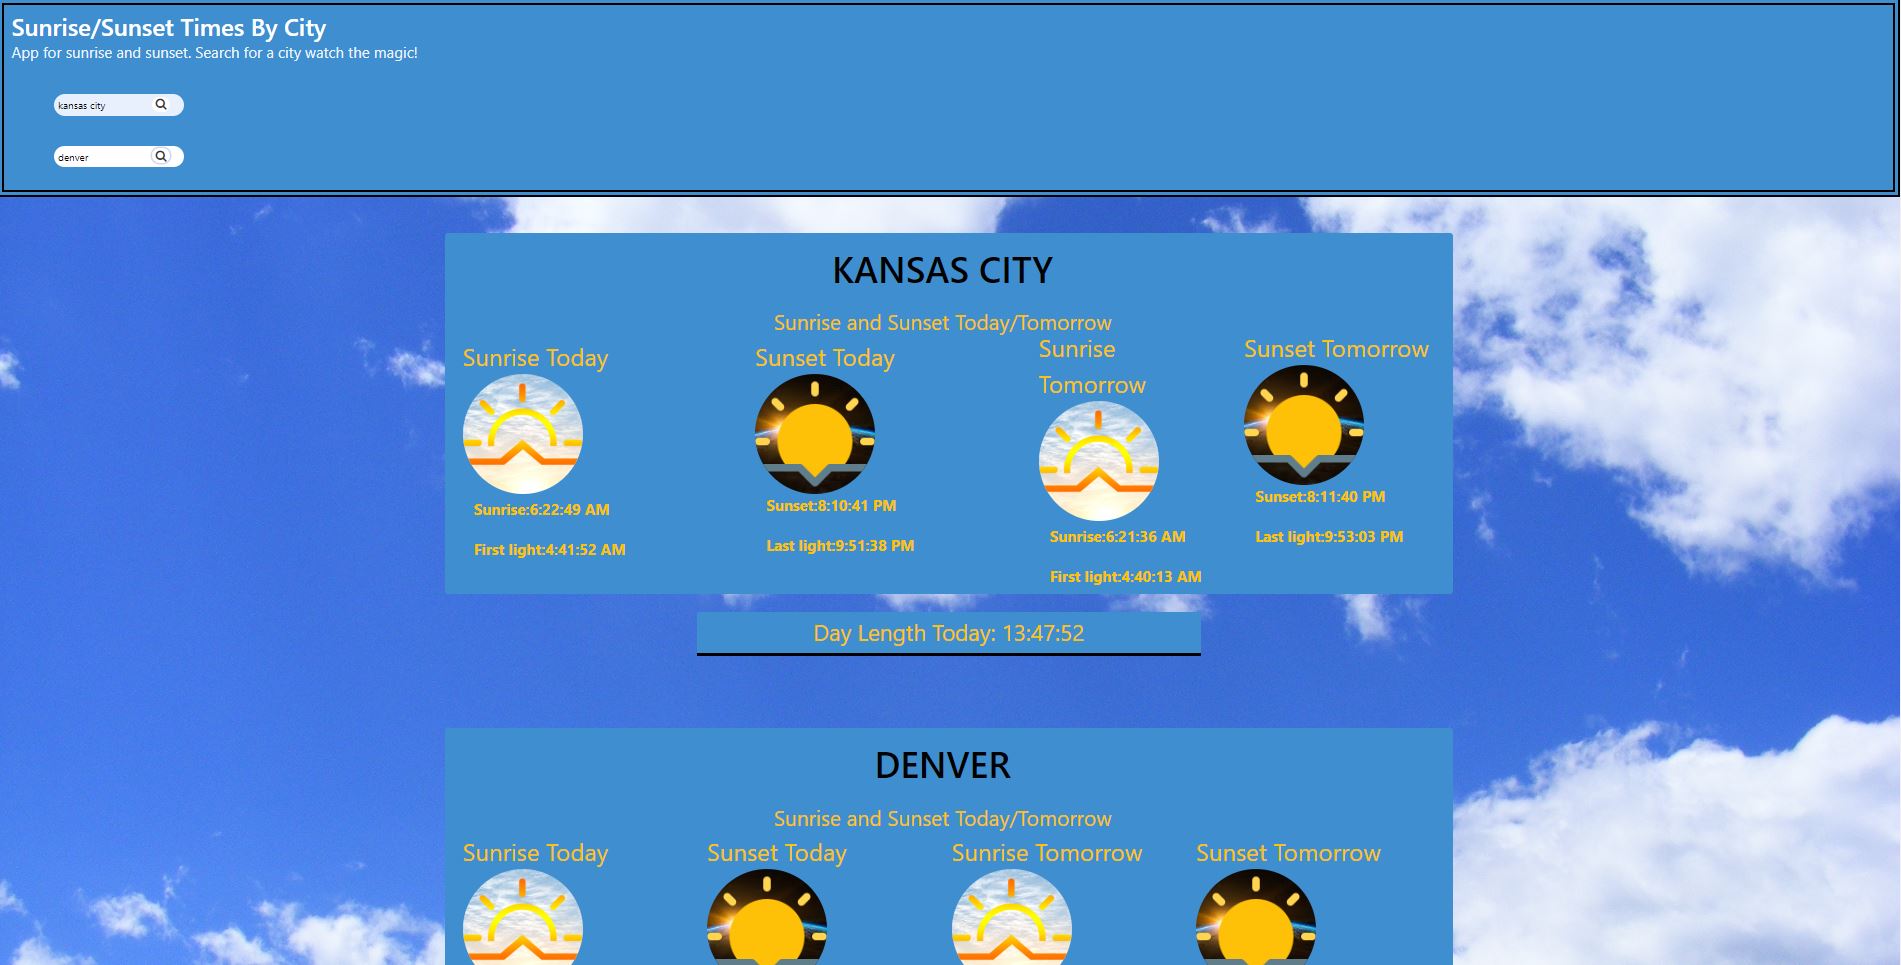 Sunrise/Sunset Times By City
App for sunrise and sunset. Search for a city watch the magic!
kansas city
denver
KANSAS CITY
Sunrise and Sunset Today/Tomorrow
Sunrise Today
Sunrise:6:22:49 AM
First light:4:41:52 AM
Sunset Today
Sunset:8:10:41 PM
Last light:9:51:38 PM
Sunrise
Tomorrow
Sunrise:6:21:36 AM
First light:4:40:13 AM
Sunset Tomorrow
Sunset:8:11:40 PM
Last light:9:53:03 PM
Day Length Today: 13:47:52
DENVER
Sunrise and Sunset Today/Tomorrow
Sunrise Today
Sunset Today
Sunrise Tomorrow
Sunset Tomorrow